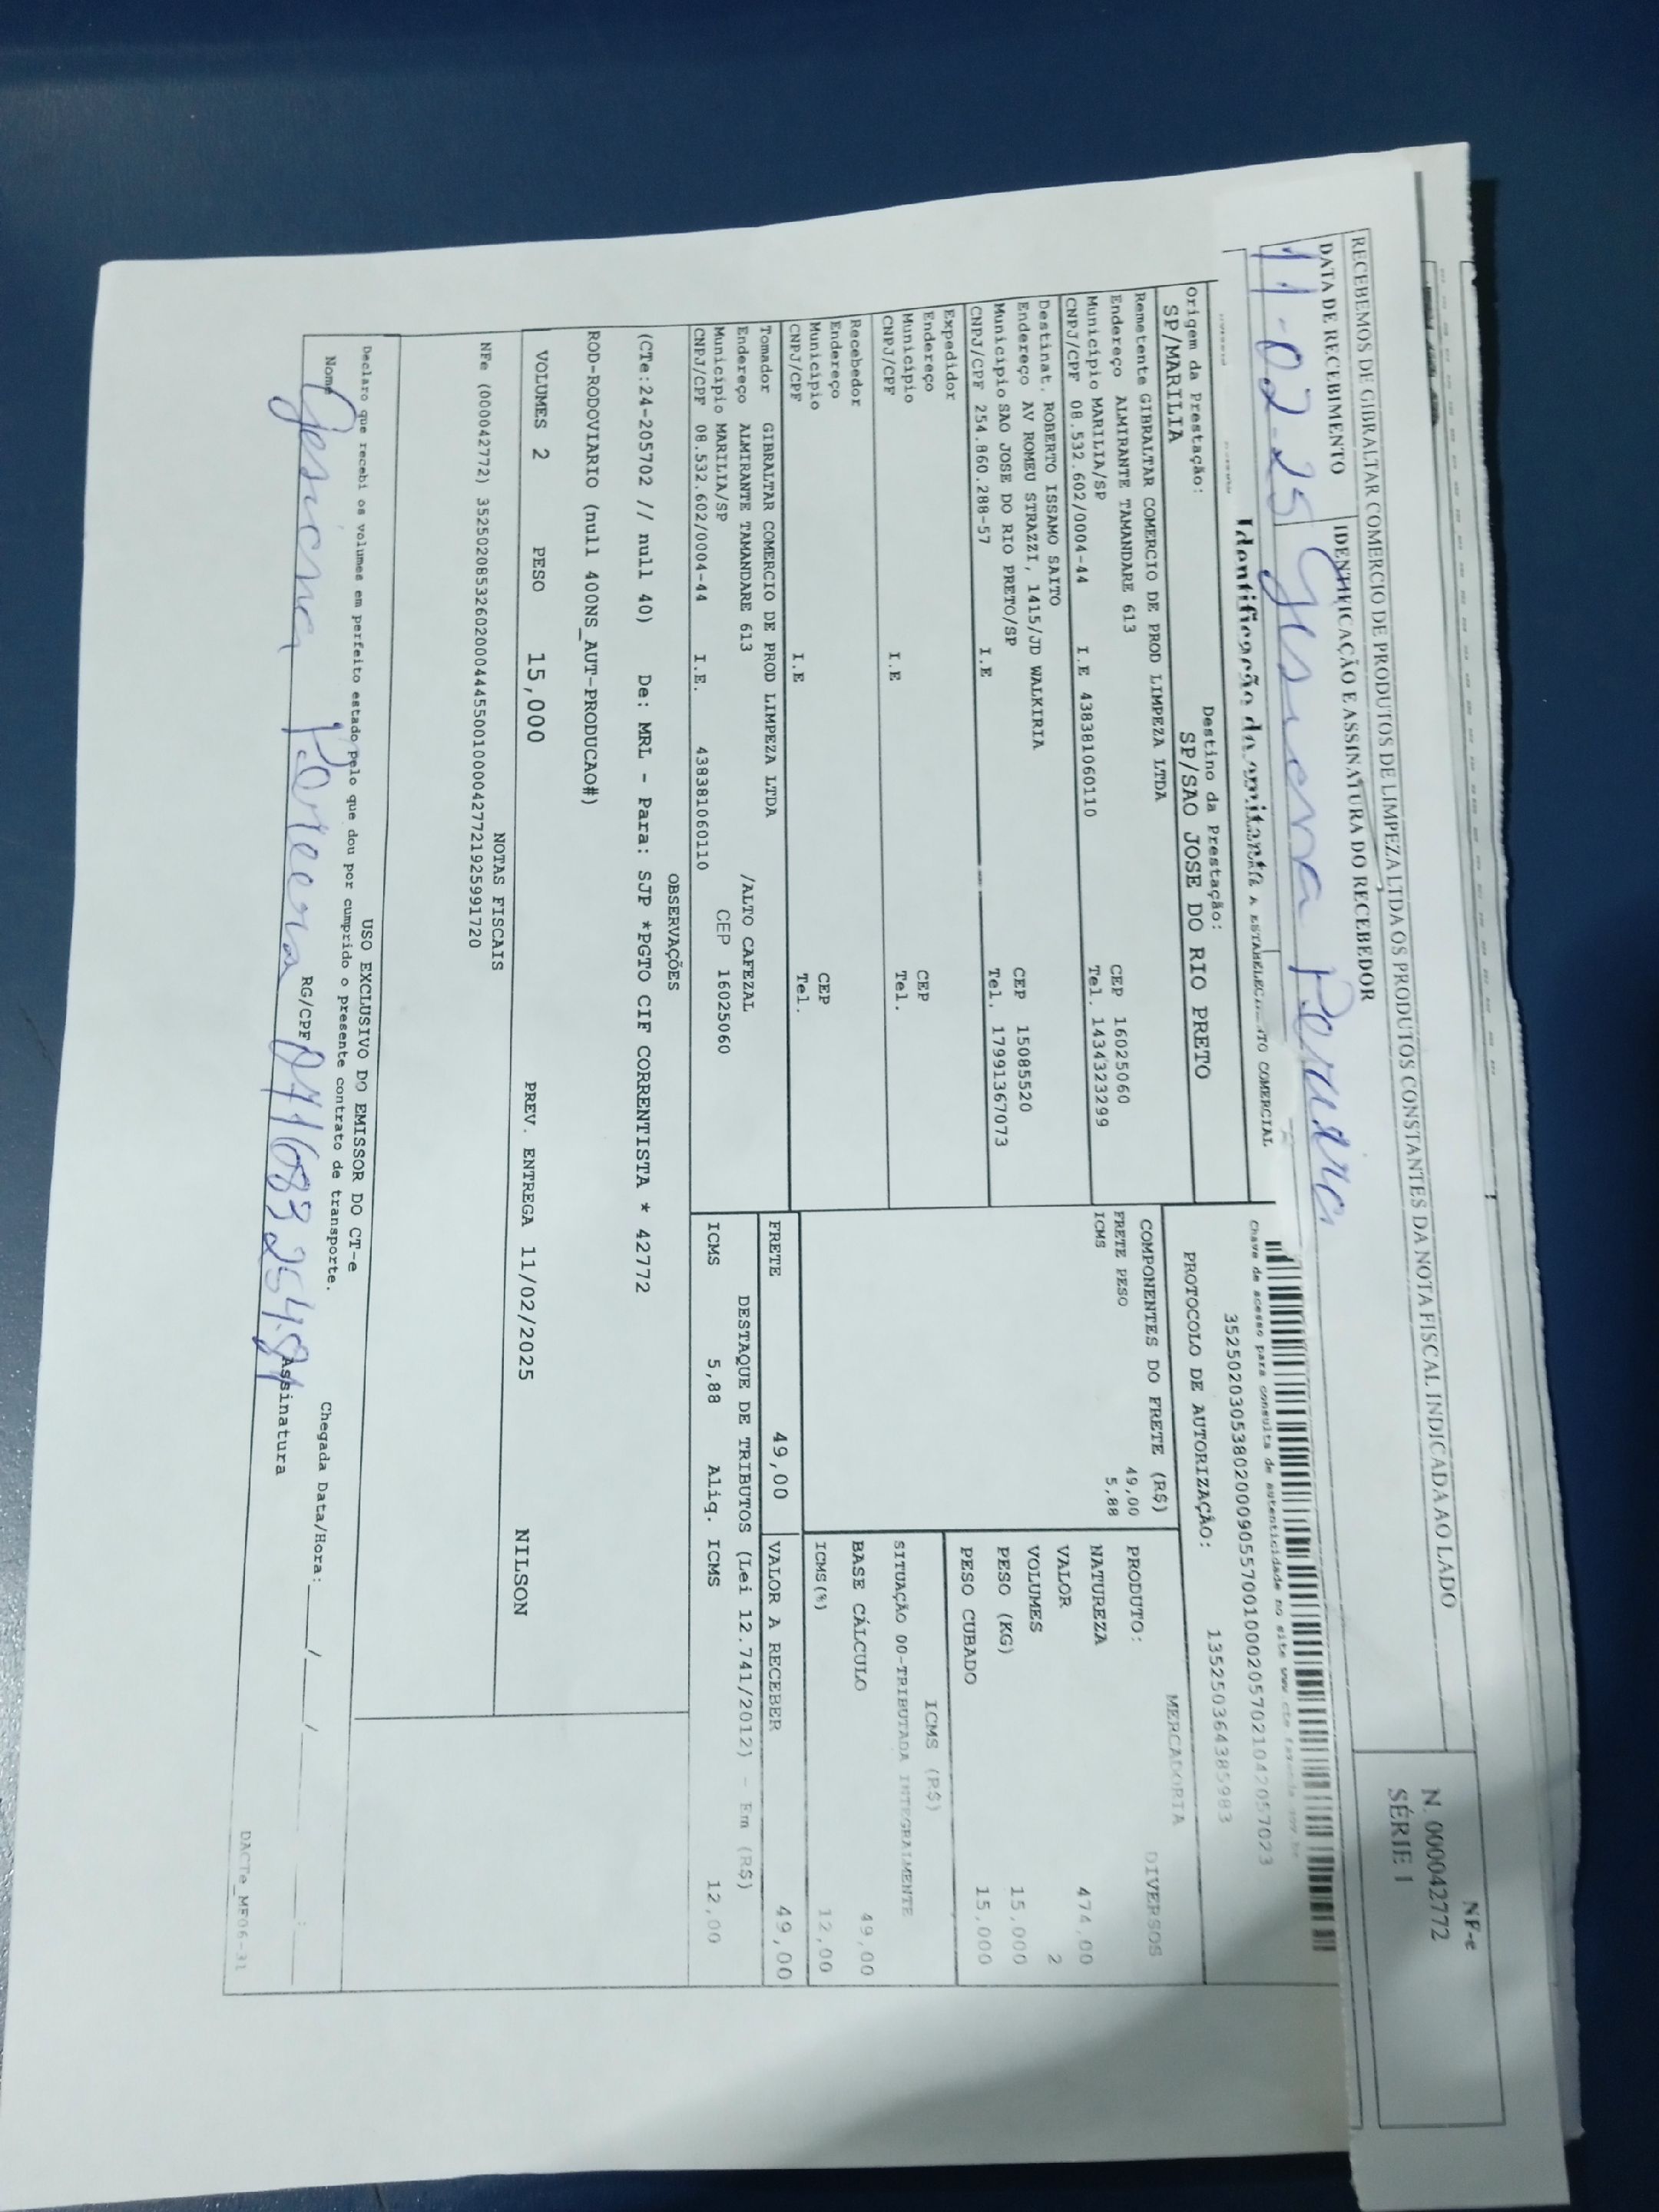 RECEBEMOS DE GIBRALTAR COMERCIO DE PRODUTOS DE LIMPEZA LTDA OS PRODUTOS CONSTANTES DA NOTA FISCAL INDICADA AO LADO
DATA DE RECEBIMENTO
IDENTIFICAÇÃO E ASSINATURA DO RECEBEDOR
11-02-25
NF-e
N. 000042772
SÉRIE 1
Identificação do emitente
Chave de acesso para consulta de autenticidade no site www
PROTOCOLO DE AUTORIZAÇÃO:
135250364385983
Origem da Prestação:
SP/MARILIA
Destino da Prestação:
SP/SAO JOSE DO RIO PRETO
Remetente GIBRALTAR COMERCIO DE PROD LIMPEZA LTDA
Endereço ALMIRANTE TAMANDARE 613 CEP 16025060
Município MARILIA/SP Tel. 1434323299
CNPJ/CPF 08.532.602/0004-44 I.E 438381060110
Destinat. ROBERTO ISSAMO SAITO
Endereço AV ROMEU STRAZZI, 1415/JD WALKIRIA CEP 15085520
Município SAO JOSE DO RIO PRETO/SP Tel. 17991367073
CNPJ/CPF 254.860.288-57 I.E
Expedidor
Endereço CEP
Município Tel.
CNPJ/CPF I.E
Recebedor
Endereço CEP
Município Tel.
CNPJ/CPF I.E
Tomador GIBRALTAR COMERCIO DE PROD LIMPEZA LTDA
Endereço ALMIRANTE TAMANDARE 613 /ALTO CAFEZAL
Município MARILIA/SP CEP 16025060
CNPJ/CPF 08.532.602/0004-44 I.E. 438381060110
COMPONENTES DO FRETE (R$)
FRETE PESO 49,00
ICMS 5,88
MERCADORIA
PRODUTO: DIVERSOS
NATUREZA
VALOR 474,00
VOLUMES 2
PESO (KG) 15,000
PESO CUBADO 15,000
ICMS (R$)
SITUAÇÃO 00-TRIBUTADA INTEGRALMENTE
BASE CÁLCULO 49,00
ICMS(%) 12,00
FRETE 49,00 VALOR A RECEBER 49,00
DESTAQUE DE TRIBUTOS (Lei 12.741/2012) - Em (R$)
ICMS 5,88 Aliq. ICMS 12,00
OBSERVAÇÕES
(CTe:24-205702 // null 40) De: MRL - Para: SJP *PGTO CIF CORRENTISTA * 42772
ROD-RODOVIARIO (null 400NS_AUT-PRODUCAO#)
VOLUMES 2 PESO 15,000 PREV. ENTREGA 11/02/2025 NILSON
NOTAS FISCAIS
NFe (000042772) 35250208532602000444550010000427721925991720
USO EXCLUSIVO DO EMISSOR DO CT-e
Declaro que recebi os volumes em perfeito estado pelo que dou por cumprido o presente contrato de transporte.
Nome RG/CPF Chegada Data/Hora: / / :
Assinatura
DACTe_MF06-31